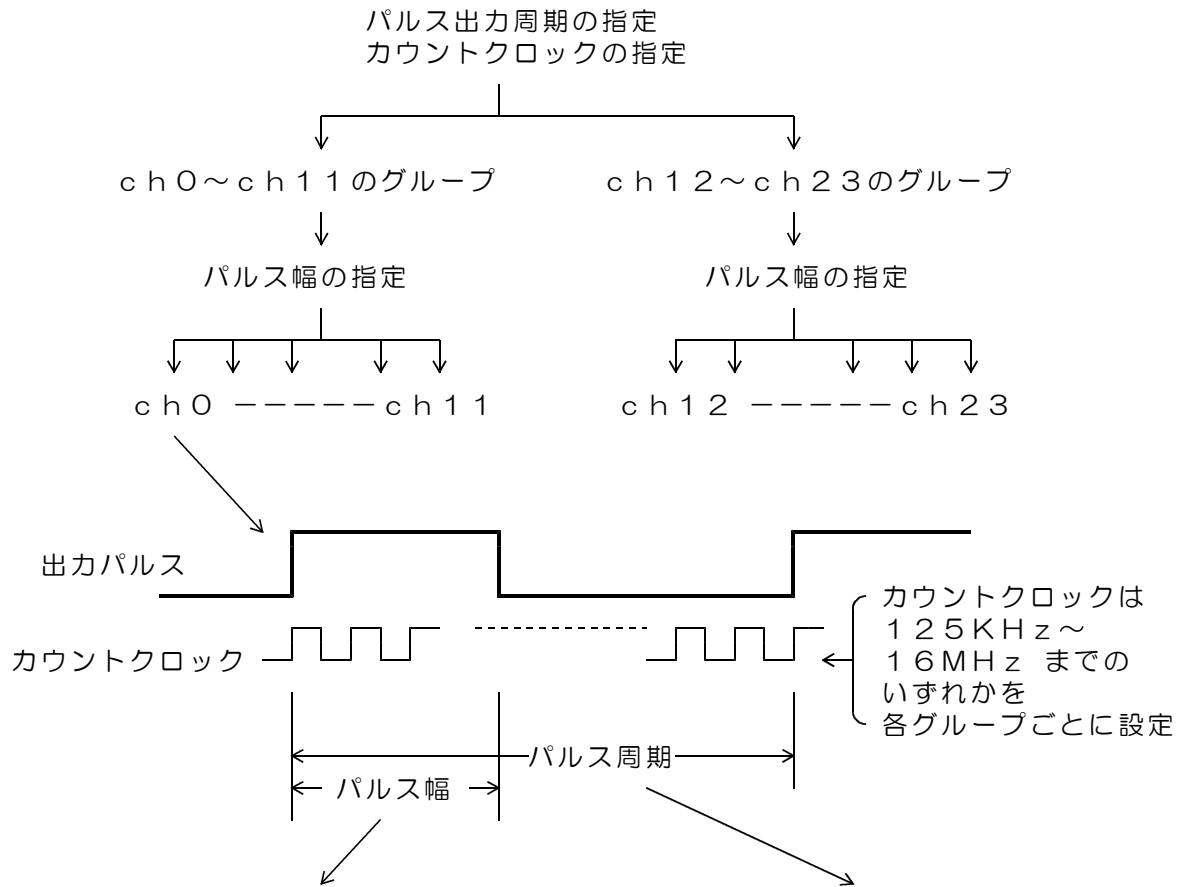 パルス出力周期の指定
カウントクロックの指定
ｃｈ０～ｃｈ１１のグループ
ｃｈ１２～ｃｈ２３のグループ
パルス幅の指定
パルス幅の指定
ｃｈ０ －－－－－ｃｈ１１
ｃｈ１２ －－－－－ｃｈ２３
出力パルス
カウントクロック
カウントクロックは
１２５ＫＨｚ～
１６ＭＨｚ までの
いずれかを
各グループごとに設定
パルス周期
パルス幅